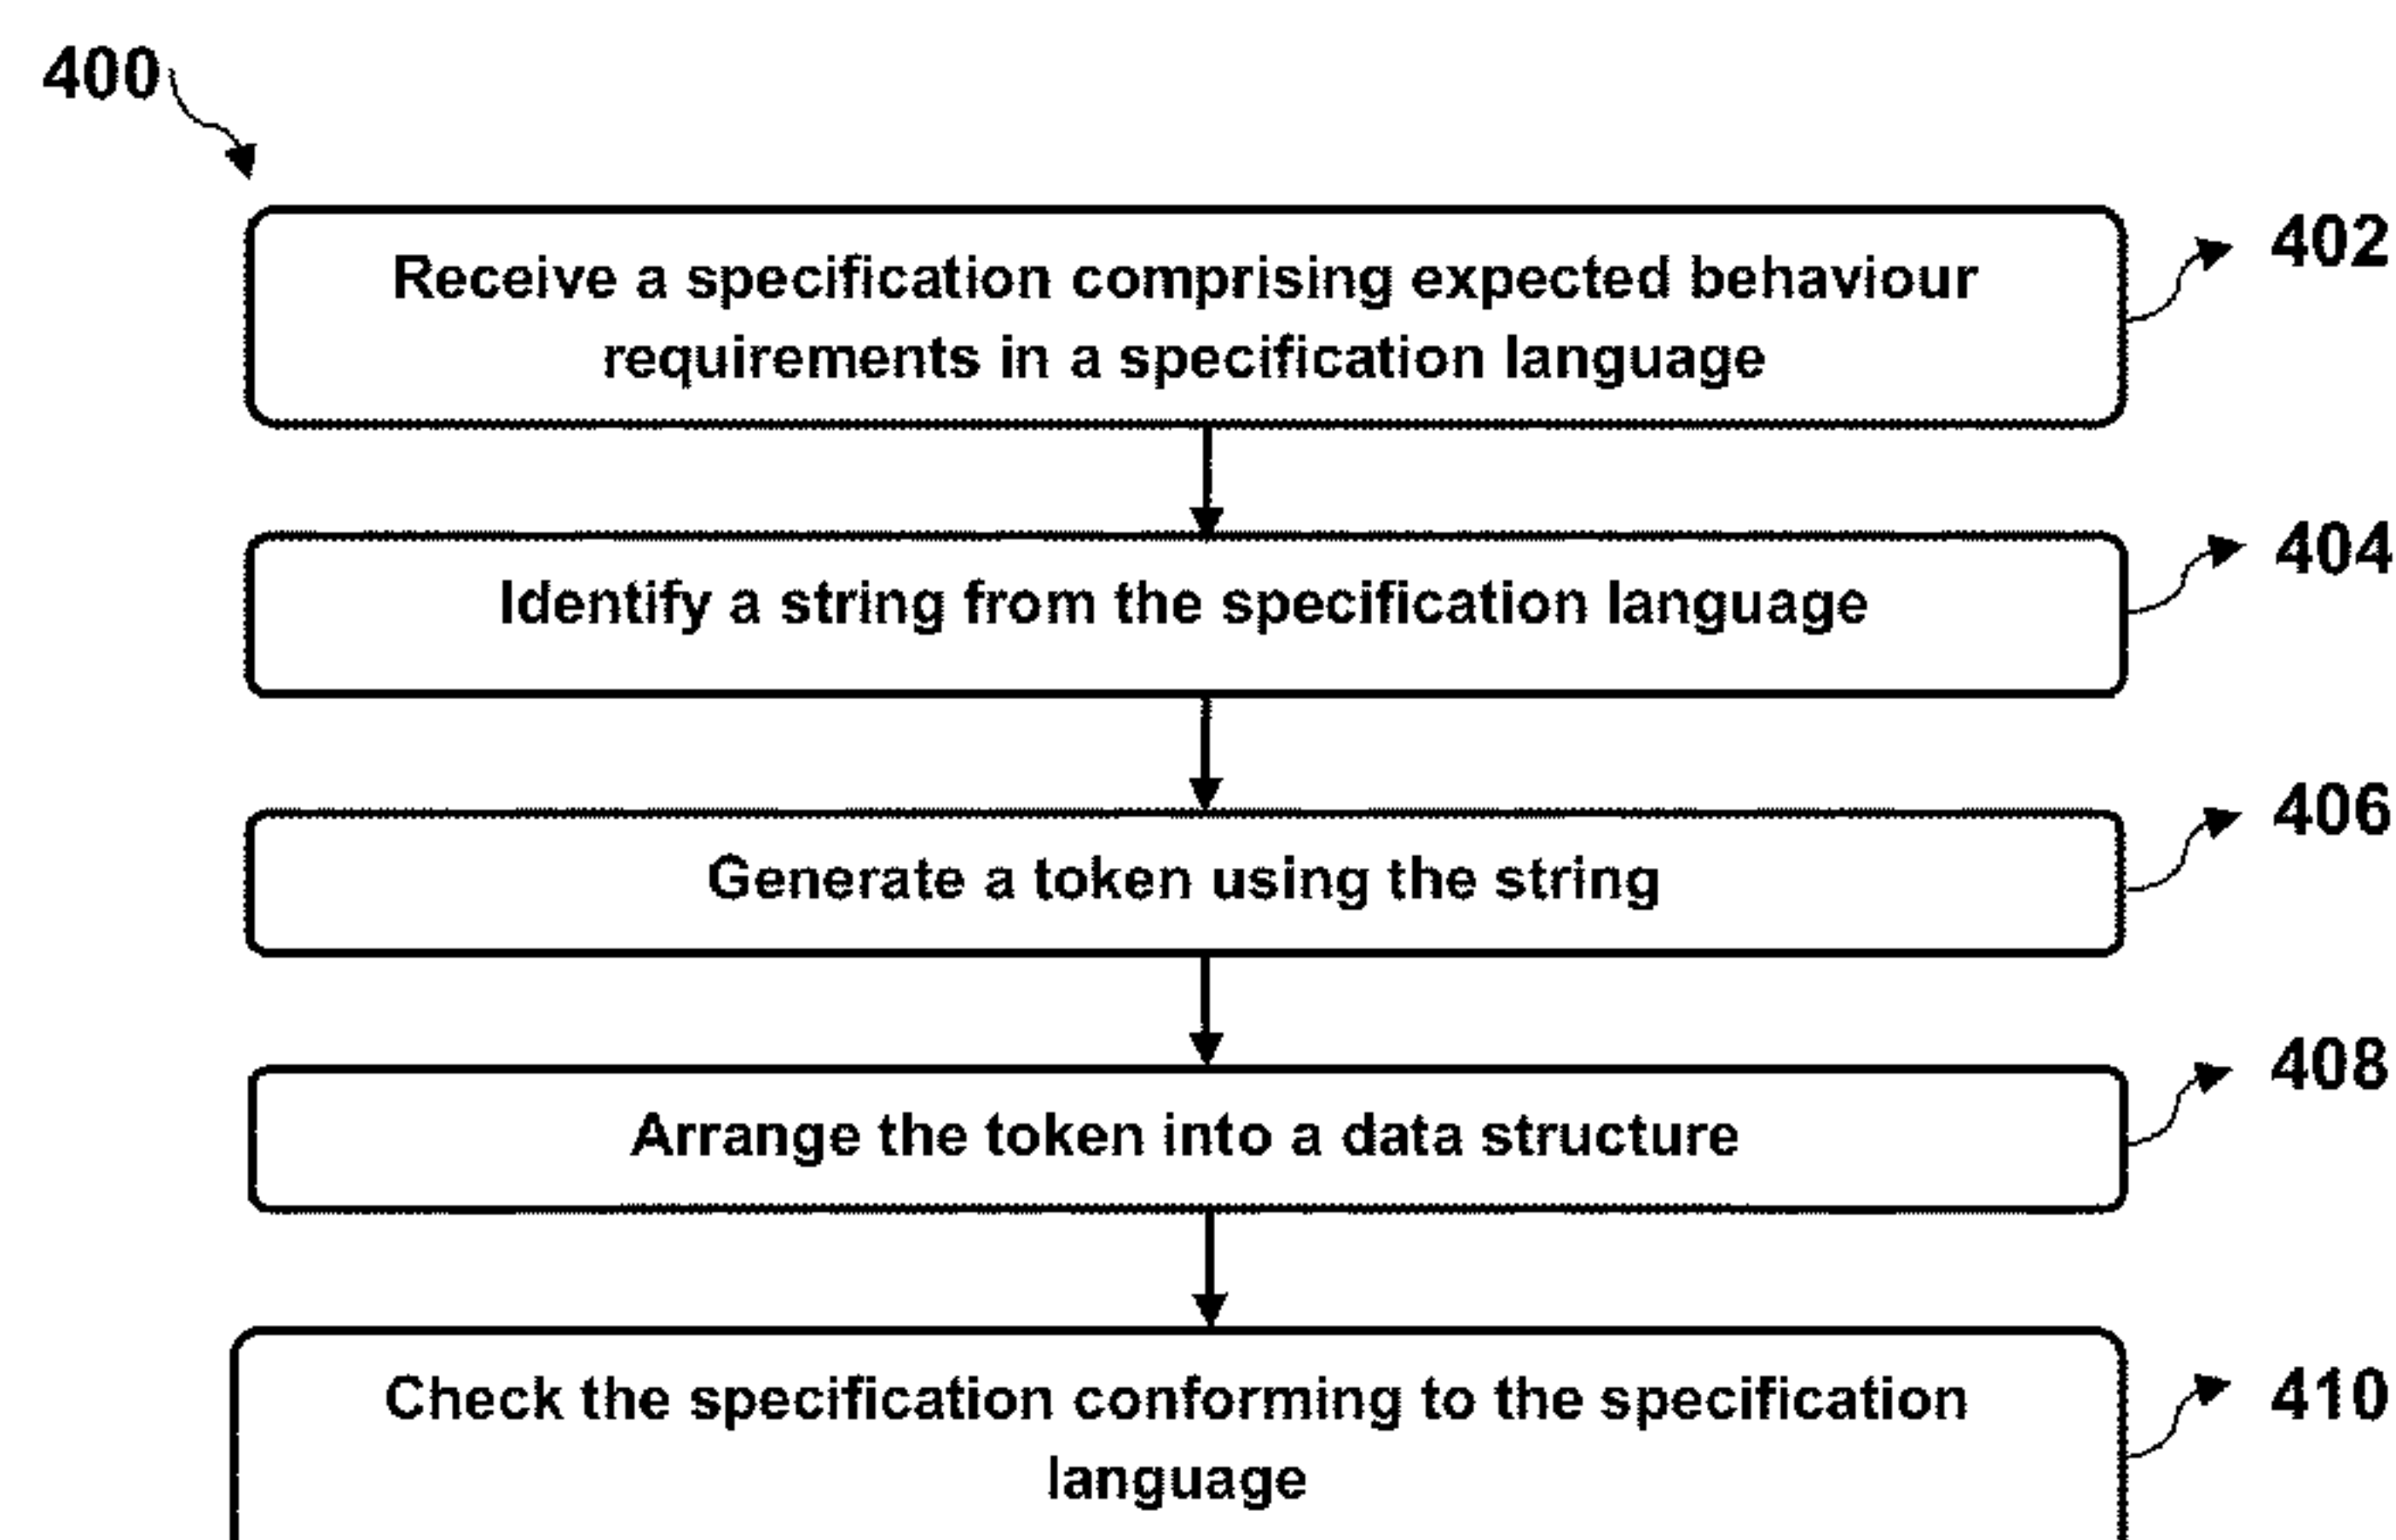 400
Receive a specification comprising expected behaviour
requirements in a specification language
402
Identify a string from the specification language
404
Generate a token using the string
406
Arrange the token into a data structure
408
Check the specification conforming to the specification
language
410